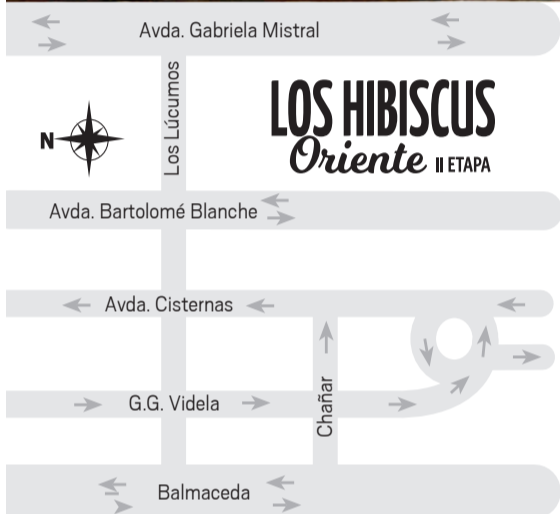 Avda. Gabriela Mistral
Los Lúcumos
N
LOS HIBISCUS
Oriente II ETAPA
Avda. Bartolomé Blanche
Avda. Cisternas
G.G. Videla
Chañar
Balmaceda